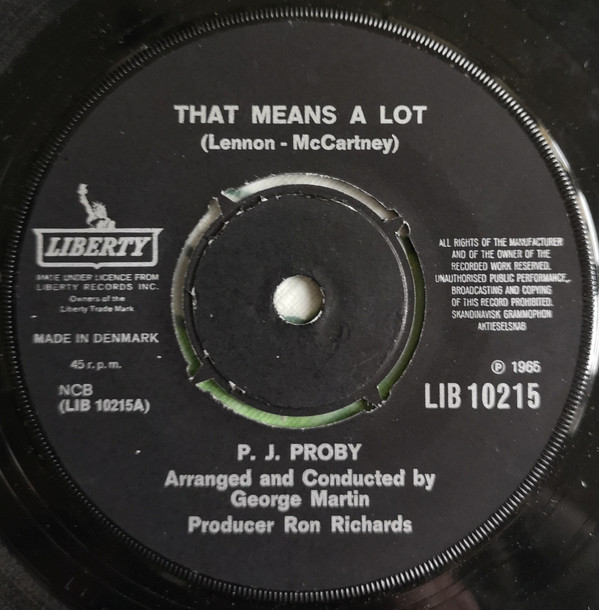 THAT MEANS A LOT
(Lennon - McCartney)
LIBERTY
MADE UNDER LICENCE FROM
LIBERTY RECORDS INC.
Owners of the
Liberty Trade Mark
MADE IN DENMARK
45 r.p.m.
NCB
(LIB 10215A)
ALL RIGHTS OF THE MANUFACTURER
AND OF THE OWNER OF THE
RECORDED WORK RESERVED.
UNAUTHORISED PUBLIC PERFORMANCE,
BROADCASTING AND COPYING
OF THIS RECORD PROHIBITED.
SKANDINAVISK GRAMMOPHON
AKTIESELSKAB
℗ 1965
LIB 10215
P. J. PROBY
Arranged and Conducted by
George Martin
Producer Ron Richards